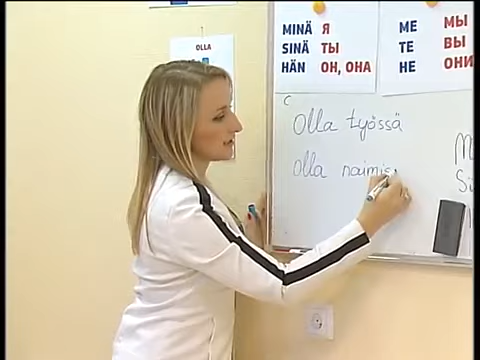 OLLA
MINÄ Я
SINÄ ТЫ
HÄN ОН, ОНА
ME МЫ
TE ВЫ
HE ОНИ
Olla työssä
olla naimis